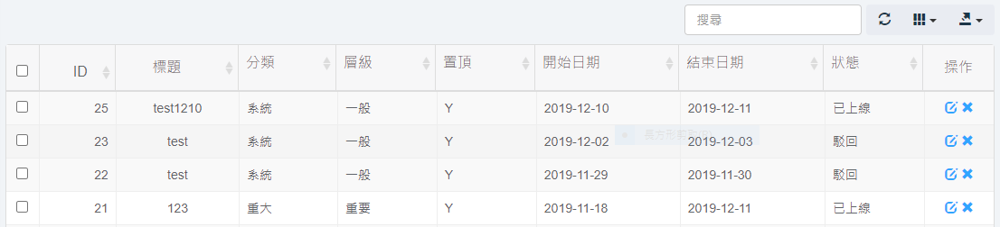 搜尋
ID 標題 分類 層級 置頂 開始日期 結束日期 狀態 操作
25 test1210 系統 一般 Y 2019-12-10 2019-12-11 已上線
23 test 系統 一般 Y 2019-12-02 2019-12-03 駁回
22 test 系統 一般 Y 2019-11-29 2019-11-30 駁回
21 123 重大 重要 Y 2019-11-18 2019-12-11 已上線